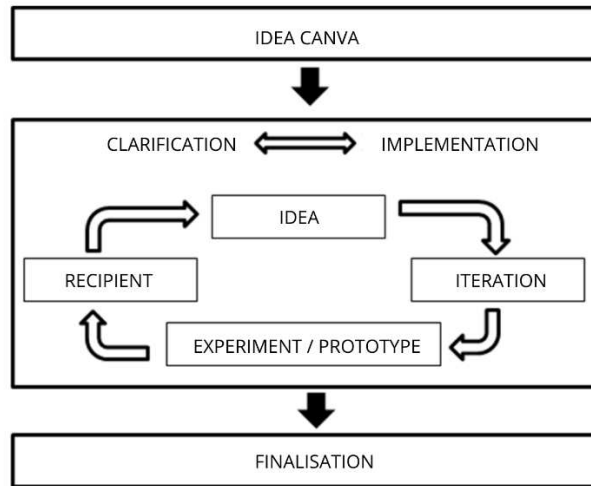 IDEA CANVA
CLARIFICATION IMPLEMENTATION
IDEA
RECIPIENT ITERATION
EXPERIMENT / PROTOTYPE
FINALISATION